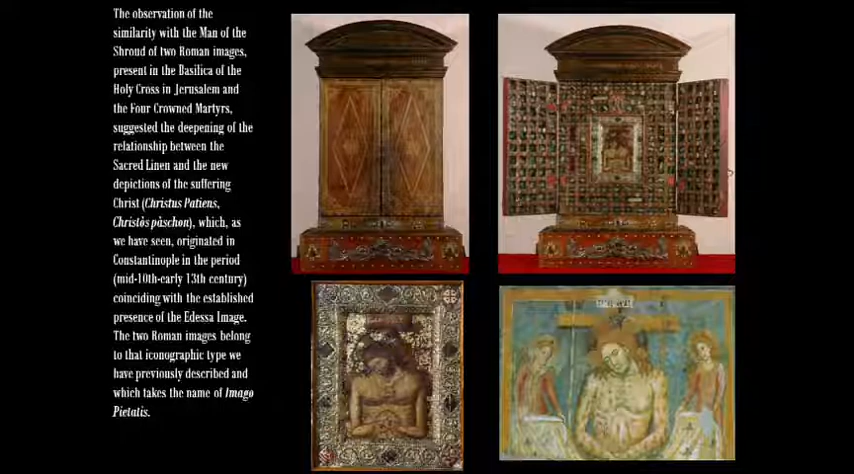 The observation of the
similarity with the Man of the
Shroud of two Roman images,
present in the Basilica of the
Holy Cross in Jerusalem and
the Four Crowned Martyrs,
suggested the deepening of the
relationship between the
Sacred Linen and the new
depictions of the suffering
Christ (Christus Patiens,
Christòs pàschon), which, as
we have seen, originated in
Constantinople in the period
(mid-10th-early 13th century)
coinciding with the established
presence of the Edessa Image.
The two Roman images belong
to that iconographic type we
have previously described and
which takes the name of Imago
Pietatis.